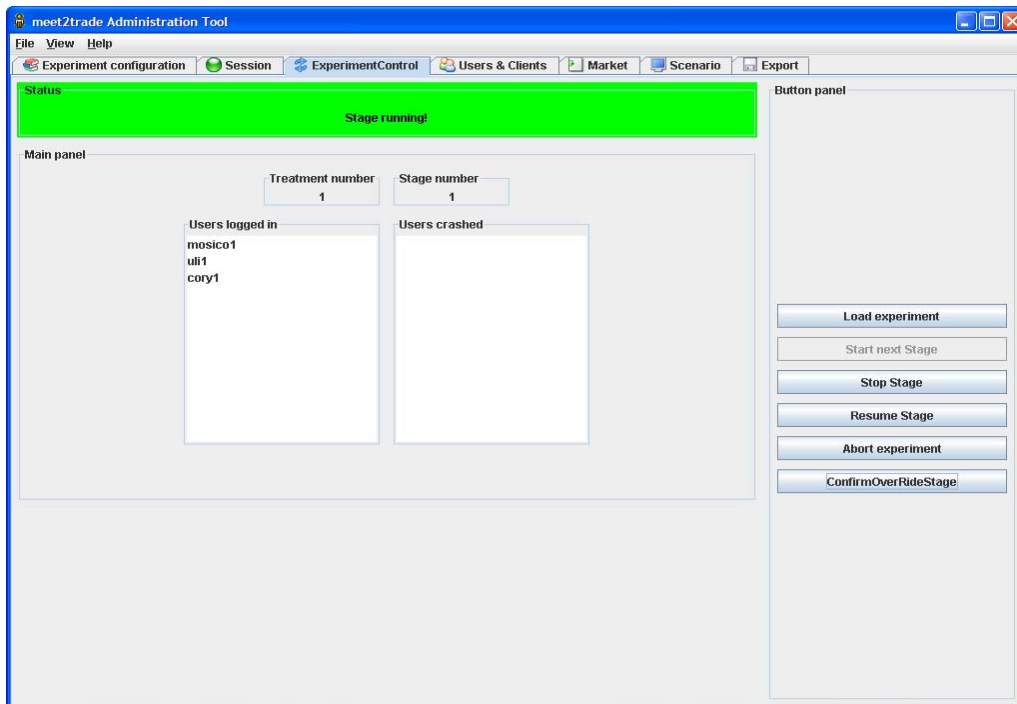 meet2trade Administration Tool
File View Help
Experiment configuration Session ExperimentControl Users & Clients Market Scenario Export
Status
Stage running!
Main panel
Treatment number Stage number
1 1
Users logged in Users crashed
mosico1
uli1
cory1
Button panel
Load experiment
Start next Stage
Stop Stage
Resume Stage
Abort experiment
ConfirmOverRideStage